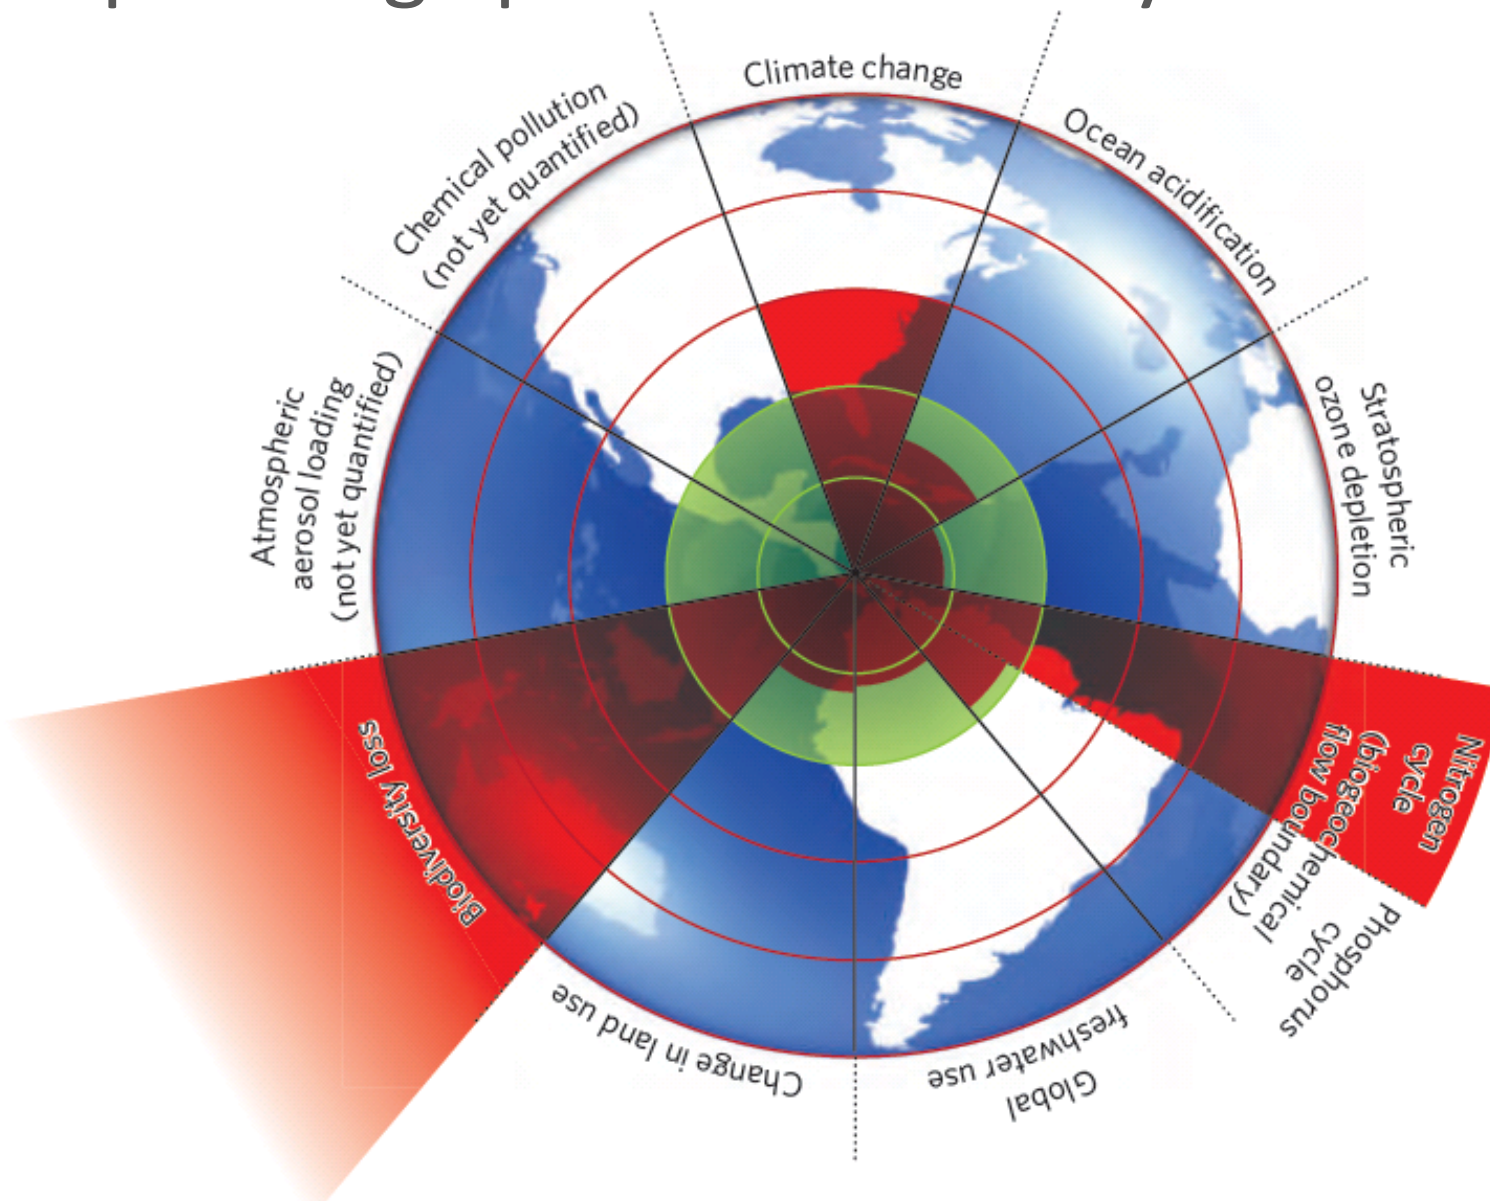 Climate change
Ocean acidification
Stratospheric
ozone depletion
Nitrogen
cycle
(biogeochemical
flow boundary)
Phosphorus
cycle
Global
freshwater use
Change in land use
Biodiversity loss
Atmospheric
aerosol loading
(not yet quantified)
Chemical pollution
(not yet quantified)